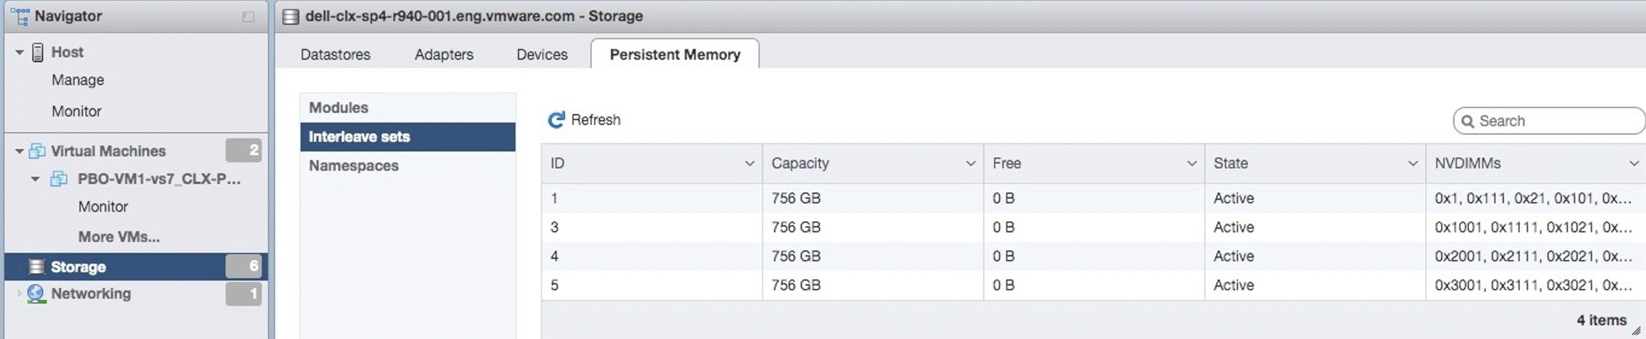 Navigator
Host
Manage
Monitor
Virtual Machines 2
PBO-VM1-vs7_CLX-P...
Monitor
More VMs...
Storage 6
Networking 1
dell-clx-sp4-r940-001.eng.vmware.com - Storage
Datastores Adapters Devices Persistent Memory
Modules
Interleave sets
Namespaces
Refresh Search
ID Capacity Free State NVDIMMs
1 756 GB 0 B Active 0x1, 0x111, 0x21, 0x101, 0x...
3 756 GB 0 B Active 0x1001, 0x1111, 0x1021, 0x...
4 756 GB 0 B Active 0x2001, 0x2111, 0x2021, 0x...
5 756 GB 0 B Active 0x3001, 0x3111, 0x3021, 0x...
4 items